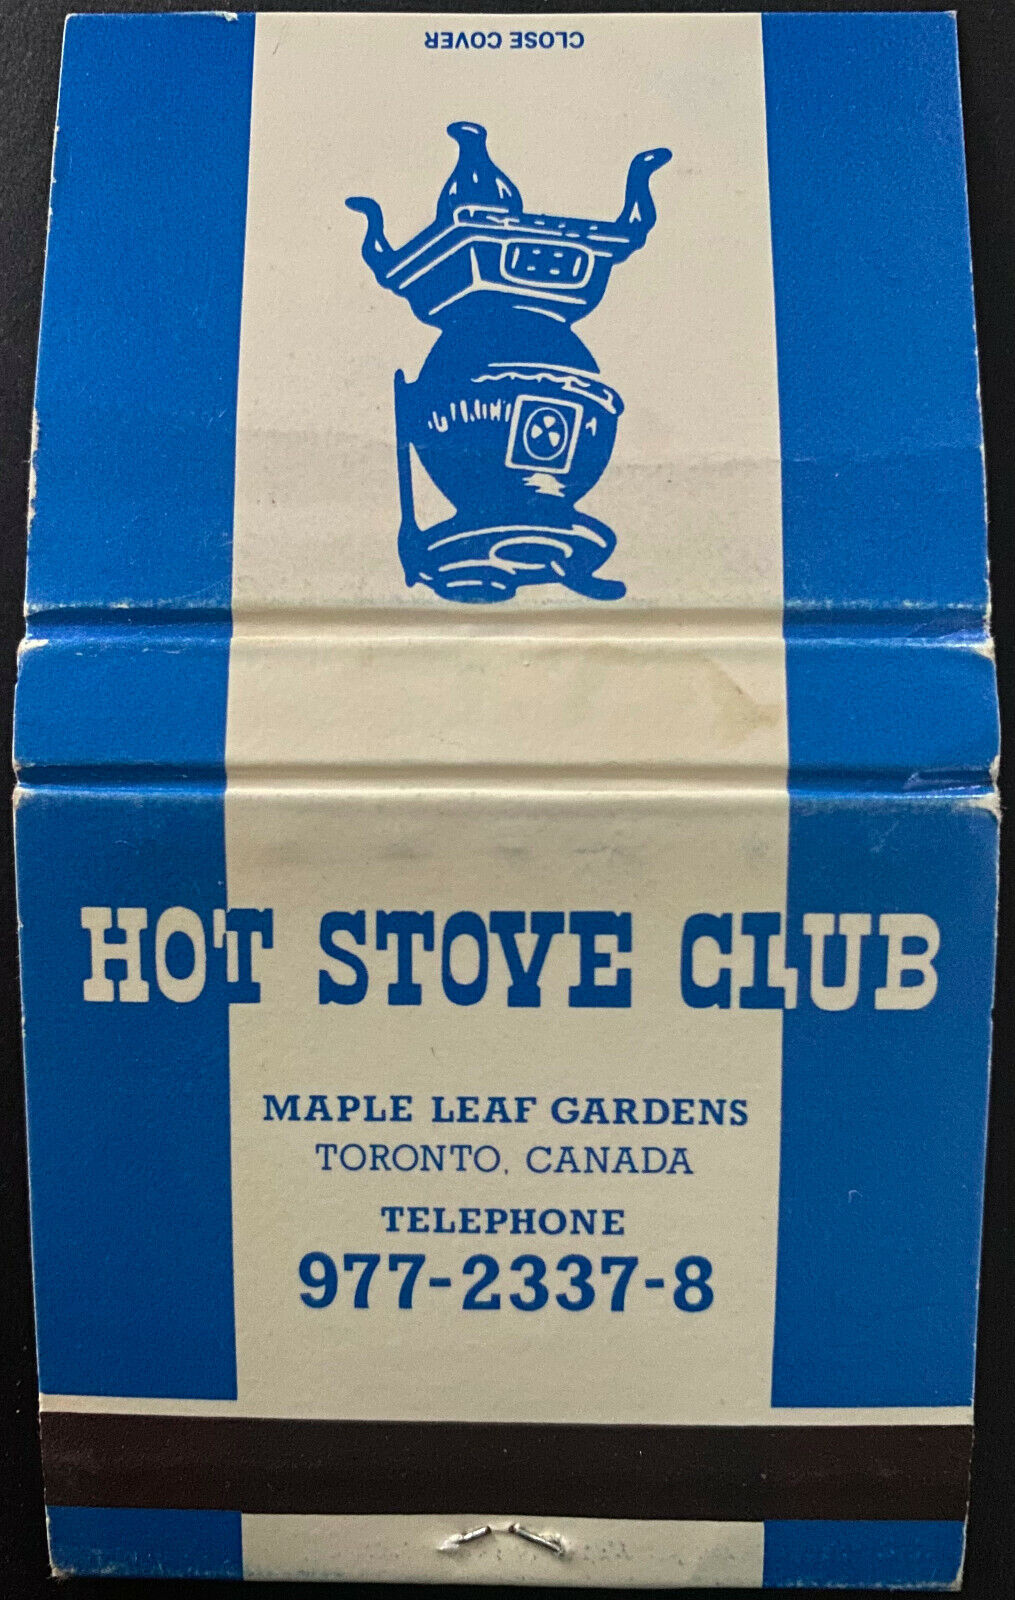 CLOSE COVER
HOT STOVE CLUB
MAPLE LEAF GARDENS
TORONTO, CANADA
TELEPHONE
977-2337-8